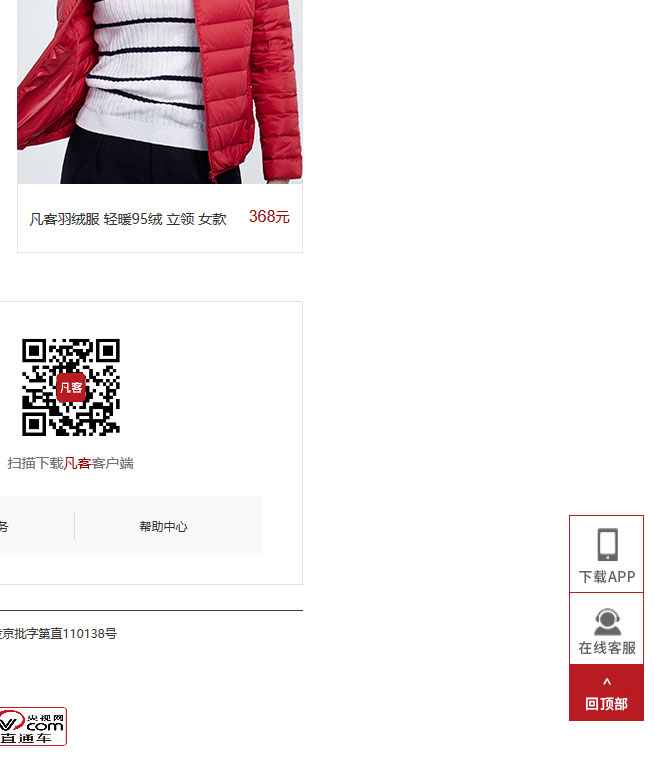 凡客羽绒服 轻暖95绒 立领 女款 368元
凡客
扫描下载凡客客户端
务 帮助中心
下载APP
在线客服
^
回顶部
京批字第直110138号
央视网
com
直通车